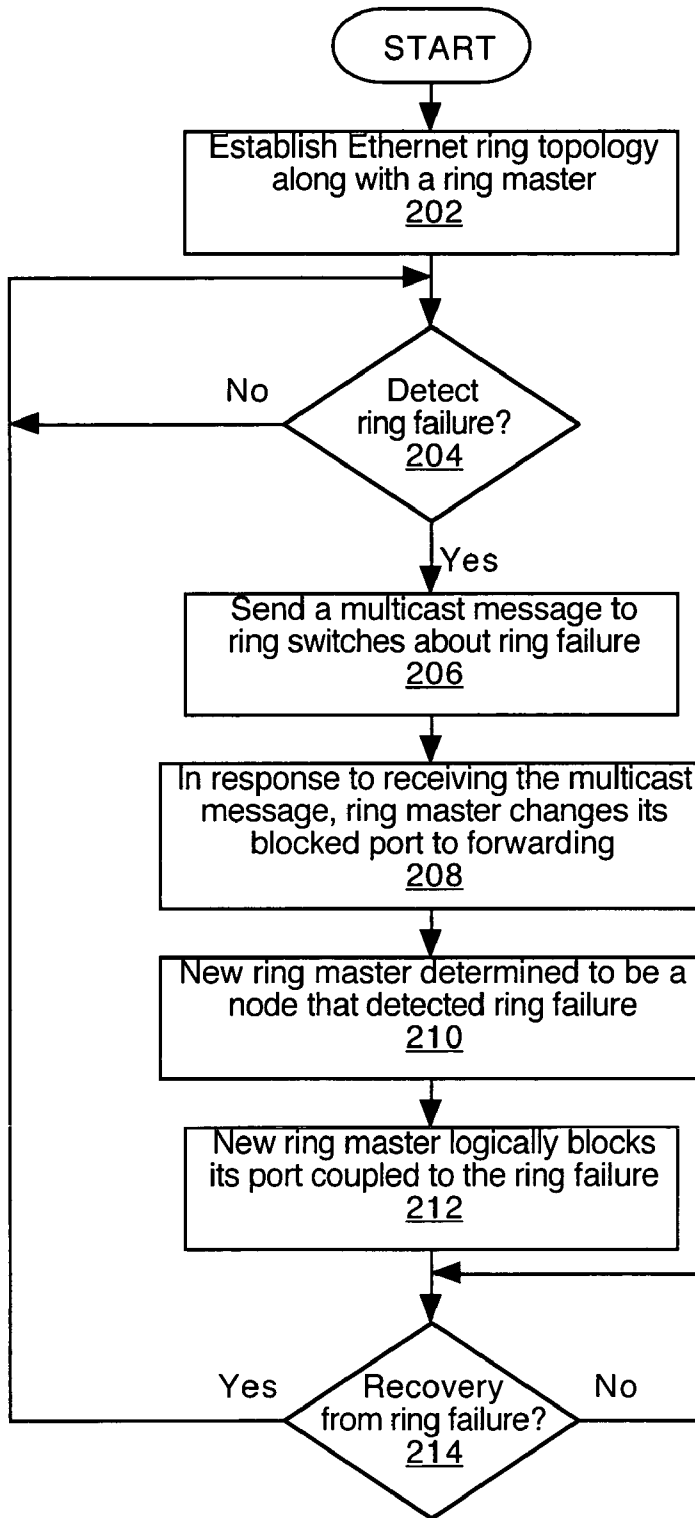 START
Establish Ethernet ring topology
along with a ring master
202
No
Detect
ring failure?
204
Yes
Send a multicast message to
ring switches about ring failure
206
In response to receiving the multicast
message, ring master changes its
blocked port to forwarding
208
New ring master determined to be a
node that detected ring failure
210
New ring master logically blocks
its port coupled to the ring failure
212
Yes
Recovery
from ring failure?
214
No